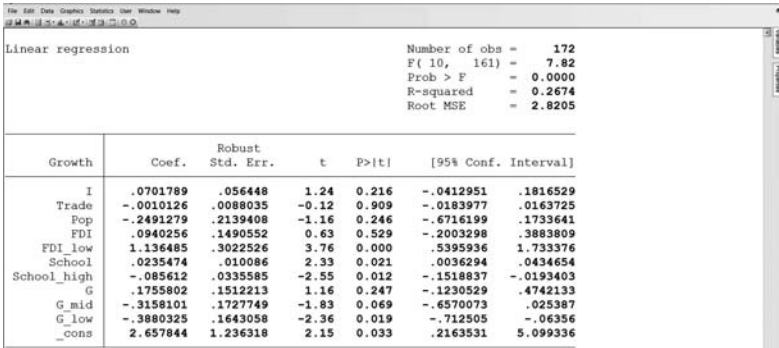 File Edit Data Graphics Statistics User Window Help
Linear regression Number of obs = 172
F( 10, 161) = 7.82
Prob > F = 0.0000
R-squared = 0.2674
Root MSE = 2.8205
Robust
Growth Coef. Std. Err. t P>|t| [95% Conf. Interval]
I .0701789 .056448 1.24 0.216 -.0412951 .1816529
Trade -.0010126 .0088035 -0.12 0.909 -.0183977 .0163725
Pop -.2491279 .2139408 -1.16 0.246 -.6716199 .1733641
FDI .0940256 .1490552 0.63 0.529 -.2003298 .3883809
FDI_low 1.136485 .3022526 3.76 0.000 .5395936 1.733376
School .0235474 .010086 2.33 0.021 .0036294 .0434654
School_high -.085612 .0335585 -2.55 0.012 -.1518837 -.0193403
G .1755802 .1512213 1.16 0.247 -.1230529 .4742133
G_mid -.3158101 .1727749 -1.83 0.069 -.6570073 .025387
G_low -.3880325 .1643058 -2.36 0.019 -.712505 -.06356
_cons 2.657844 1.236318 2.15 0.033 .2163531 5.099336